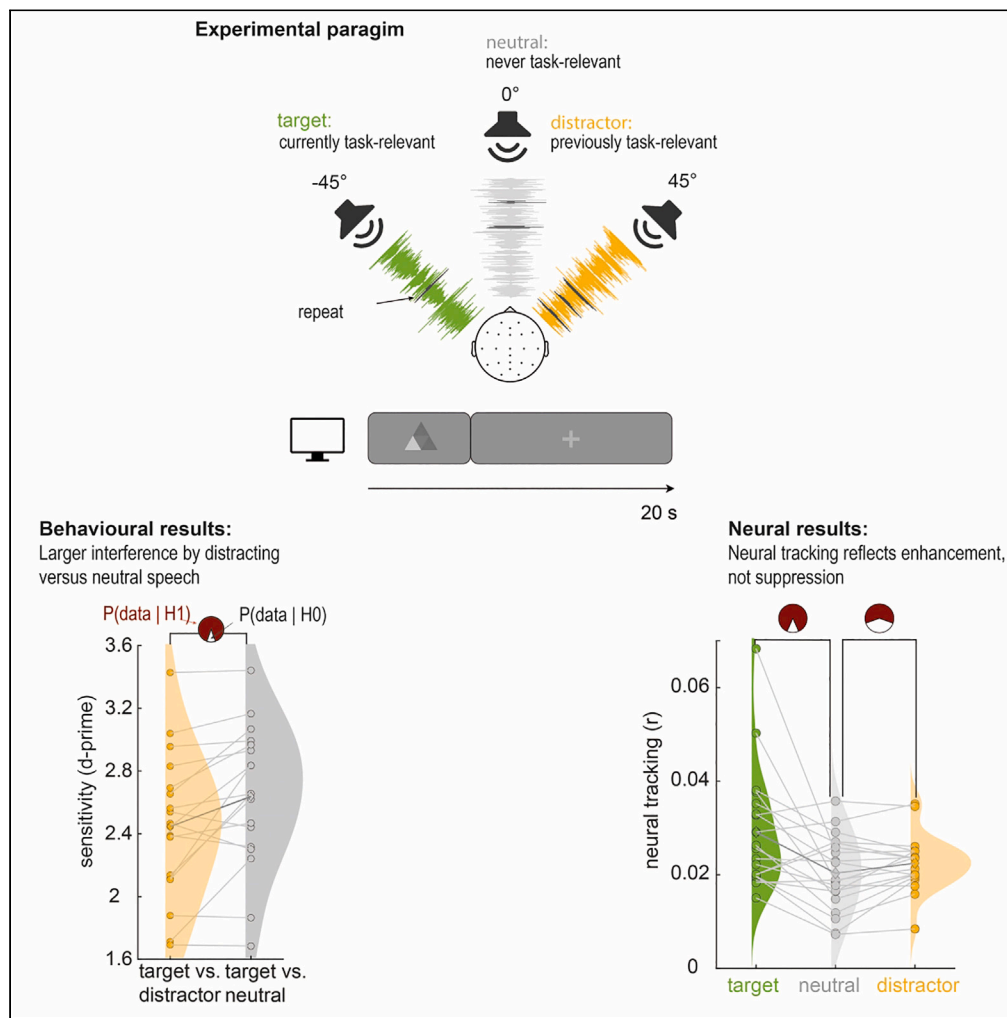 Experimental paragim
neutral:
never task-relevant
0°
target:
currently task-relevant
distractor:
previously task-relevant
-45°
45°
repeat
20 s
Behavioural results:
Larger interference by distracting
versus neutral speech
P(data | H1)
P(data | H0)
3.6
3.2
2.8
2.4
2
1.6
sensitivity (d-prime)
target vs. target vs.
distractor neutral
Neural results:
Neural tracking reflects enhancement,
not suppression
0.06
0.04
0.02
0
neural tracking (r)
target
neutral
distractor